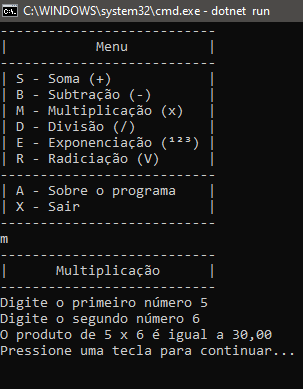 C:\WINDOWS\system32\cmd.exe - dotnet run
---------------------------
|           Menu          |
---------------------------
| S - Soma (+)            |
| B - Subtração (-)       |
| M - Multiplicação (x)   |
| D - Divisão (/)         |
| E - Exponenciação (¹²³) |
| R - Radiciação (V)      |
---------------------------
| A - Sobre o programa    |
| X - Sair                |
---------------------------
m
---------------------------
|      Multiplicação      |
---------------------------
Digite o primeiro número 5
Digite o segundo número 6
O produto de 5 x 6 é igual a 30,00
Pressione uma tecla para continuar...